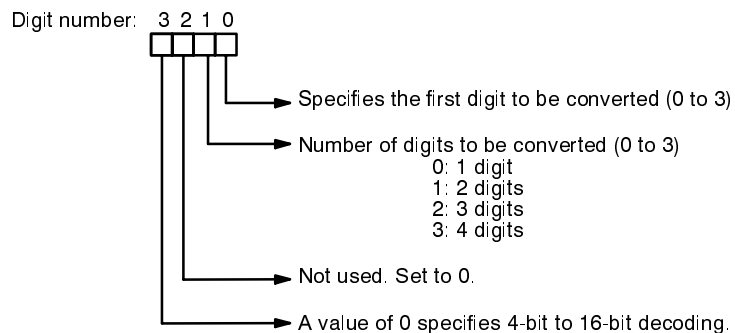 Digit number: 3 2 1 0
Specifies the first digit to be converted (0 to 3)
Number of digits to be converted (0 to 3)
0: 1 digit
1: 2 digits
2: 3 digits
3: 4 digits
Not used. Set to 0.
A value of 0 specifies 4-bit to 16-bit decoding.